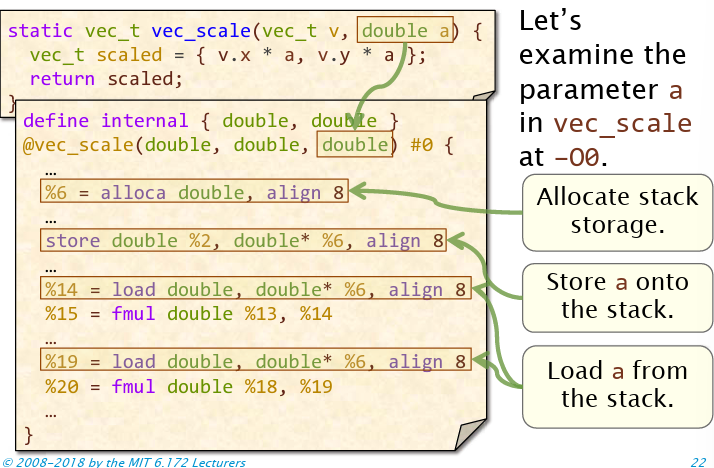 static vec_t vec_scale(vec_t v, double a) {
vec_t scaled = { v.x * a, v.y * a };
return scaled;
}
define internal { double, double }
@vec_scale(double, double, double) #0 {
…
%6 = alloca double, align 8
…
store double %2, double* %6, align 8
…
%14 = load double, double* %6, align 8
%15 = fmul double %13, %14
…
%19 = load double, double* %6, align 8
%20 = fmul double %18, %19
…
}
Let’s
examine the
parameter a
in vec_scale
at –O0.
Allocate stack
storage.
Store a onto
the stack.
Load a from
the stack.
© 2008–2018 by the MIT 6.172 Lecturers
22